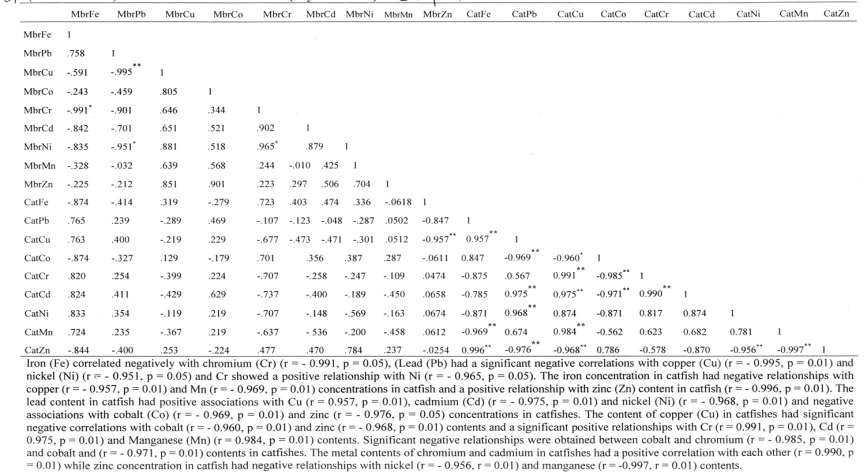 MbrFe MbrPb MbrCu MbrCo MbrCr MbrCd MbrNi MbrMn MbrZn CatFe CatPb CatCu CatCo CatCr CatCd CatNi CatMn CatZn
MbrFe 1
MbrPb .758 1
MbrCu -.591 -.995** 1
MbrCo -.243 -.459 .805 1
MbrCr -.991* -.901 .646 .344 1
MbrCd -.842 -.701 .651 .521 .902 1
MbrNi -.835 -.951* .881 .518 .965* .879 1
MbrMn -.328 -.032 .639 .568 .244 -.010 .425 1
MbrZn -.225 -.212 .851 .901 .223 .297 .506 .704 1
CatFe -.874 -.414 .319 -.279 .723 .403 .474 .336 -.0618 1
CatPb .765 .239 -.289 .469 -.107 -.123 -.048 -.287 .0502 -0.847 1
CatCu .763 .400 -.219 .229 -.677 -.473 -.471 -.301 .0512 -0.957** 0.957** 1
CatCo -.874 -.327 .129 -.179 .701 .356 .387 .287 -.0611 0.847 -0.969** -0.960* 1
CatCr .820 .254 -.399 .224 -.707 -.258 -.247 -.109 .0474 -0.875 0.567 0.991** -0.985** 1
CatCd .824 .411 -.429 .629 -.737 -.400 -.189 -.450 .0658 -0.785 0.975** 0.975** -0.971** 0.990** 1
CatNi .833 .354 -.119 .219 -.707 -.148 -.569 -.163 .0674 -0.871 0.968** 0.874 -0.871 0.817 0.874 1
CatMn .724 .235 -.367 .219 -.637 -536 -.200 -.458 .0612 -0.969** 0.674 0.984** -0.562 0.623 0.682 0.781 1
CatZn -.844 -.400 .253 -.224 .477 .470 .784 .237 -.0254 0.996** -0.976** -0.968** 0.786 -0.578 -0.870 -0.956** -0.997** 1
Iron (Fe) correlated negatively with chromium (Cr) (r = - 0.991, p = 0.05), (Lead (Pb) had a significant negative correlations with copper (Cu) (r = - 0.995, p = 0.01) and
nickel (Ni) (r = - 0.951, p = 0.05) and Cr showed a positive relationship with Ni (r = 0.965, p = 0.05). The iron concentration in catfish had negative relationships with
copper (r = - 0.957, p = 0.01) and Mn (r = - 0.969, p = 0.01) concentrations in catfish and a positive relationship with zinc (Zn) content in catfish (r = - 0.996, p = 0.01). The
lead content in catfish had positive associations with Cu (r = 0.957, p = 0.01), cadmium (Cd) (r = - 0.975, p = 0.01) and nickel (Ni) (r = - 0.968, p = 0.01) and negative
associations with cobalt (Co) (r = - 0.969, p = 0.01) and zinc (r = - 0.976, p = 0.05) concentrations in catfishes. The content of copper (Cu) in catfishes had significant
negative correlations with cobalt (r = - 0.960, p = 0.01) and zinc (r = - 0.968, p = 0.01) contents and a significant positive relationships with Cr (r = 0.991, p = 0.01), Cd (r =
0.975, p = 0.01) and Manganese (Mn) (r = 0.984, p = 0.01) contents. Significant negative relationships were obtained between cobalt and chromium (r = - 0.985, p = 0.01)
and cobalt and (r = - 0.971, p = 0.01) contents in catfishes. The metal contents of chromium and cadmium in catfishes had a positive correlation with each other (r = 0.990, p
= 0.01) while zinc concentration in catfish had negative relationships with nickel (r = - 0.956, r = 0.01) and manganese (r = -0.997, r = 0.01) contents.